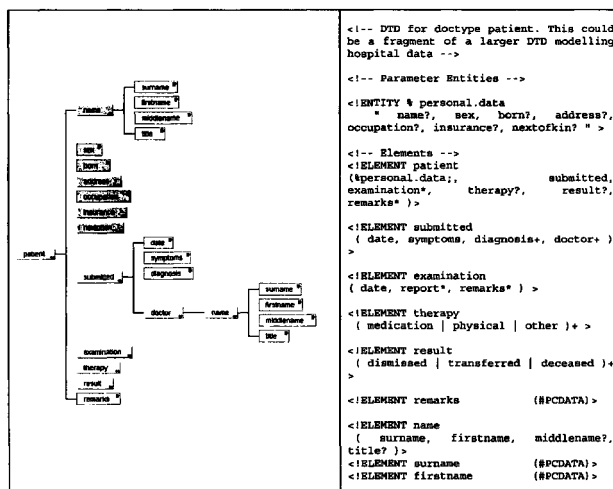 surname
firstname
middlename
title
name
sex
born
address
occupation
insurance
nextofkin
patient
submitted
date
symptoms
diagnosis
doctor
name
surname
firstname
middlename
title
examination
therapy
result
remarks
<!-- DTD for doctype patient. This could
be a fragment of a larger DTD modelling
hospital data -->
<!-- Parameter Entities -->
<!ENTITY % personal.data
" name?, sex, born?, address?,
occupation?, insurance?, nextofkin? " >
<!-- Elements -->
<!ELEMENT patient
(%personal.data;, submitted,
examination*, therapy?, result?,
remarks* )>
<!ELEMENT submitted
( date, symptoms, diagnosis+, doctor+ )
>
<!ELEMENT examination
( date, report*, remarks* ) >
<!ELEMENT therapy
( medication | physical | other )+ >
<!ELEMENT result
( dismissed | transferred | deceased )+
>
<!ELEMENT remarks (#PCDATA)>
<!ELEMENT name
( surname, firstname, middlename?,
title? )>
<!ELEMENT surname (#PCDATA)>
<!ELEMENT firstname (#PCDATA)>